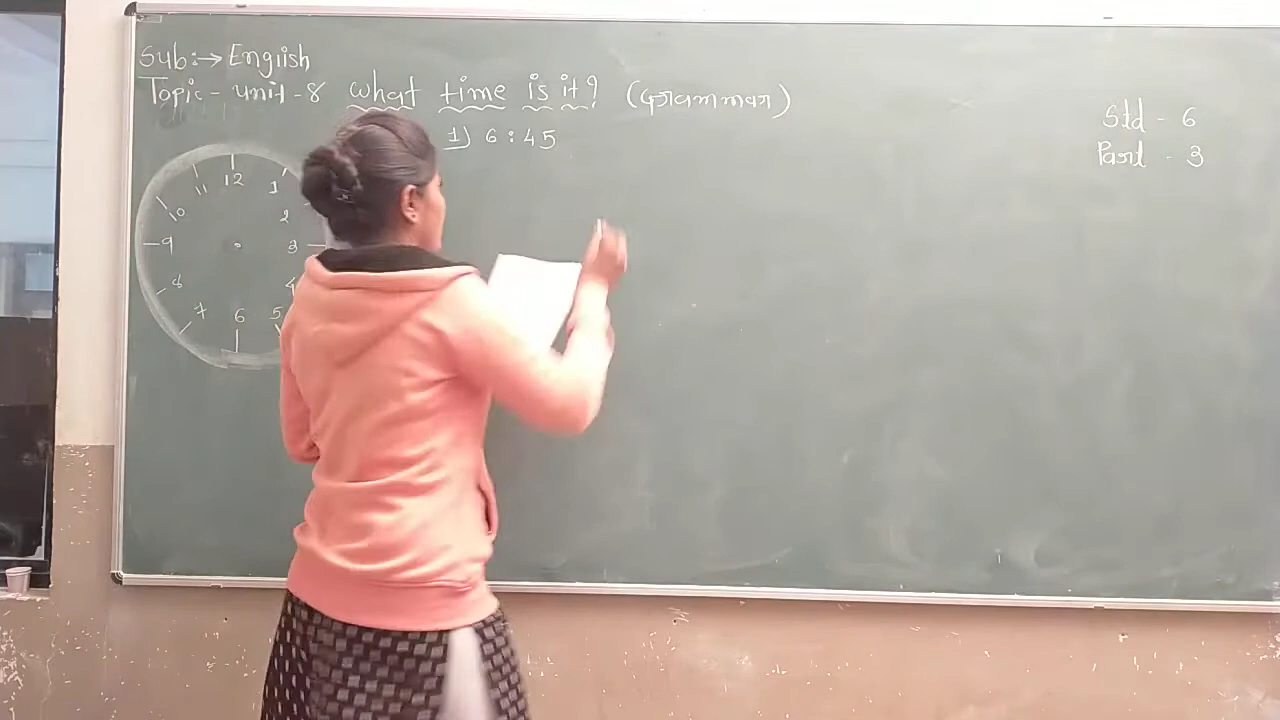 Sub:→ English
Topic - unit - 8 what time is it? (Grammar)
1) 6 : 45
Std - 6
Part - 3
12
11
1
10
2
9
3
8
4
7
6
5